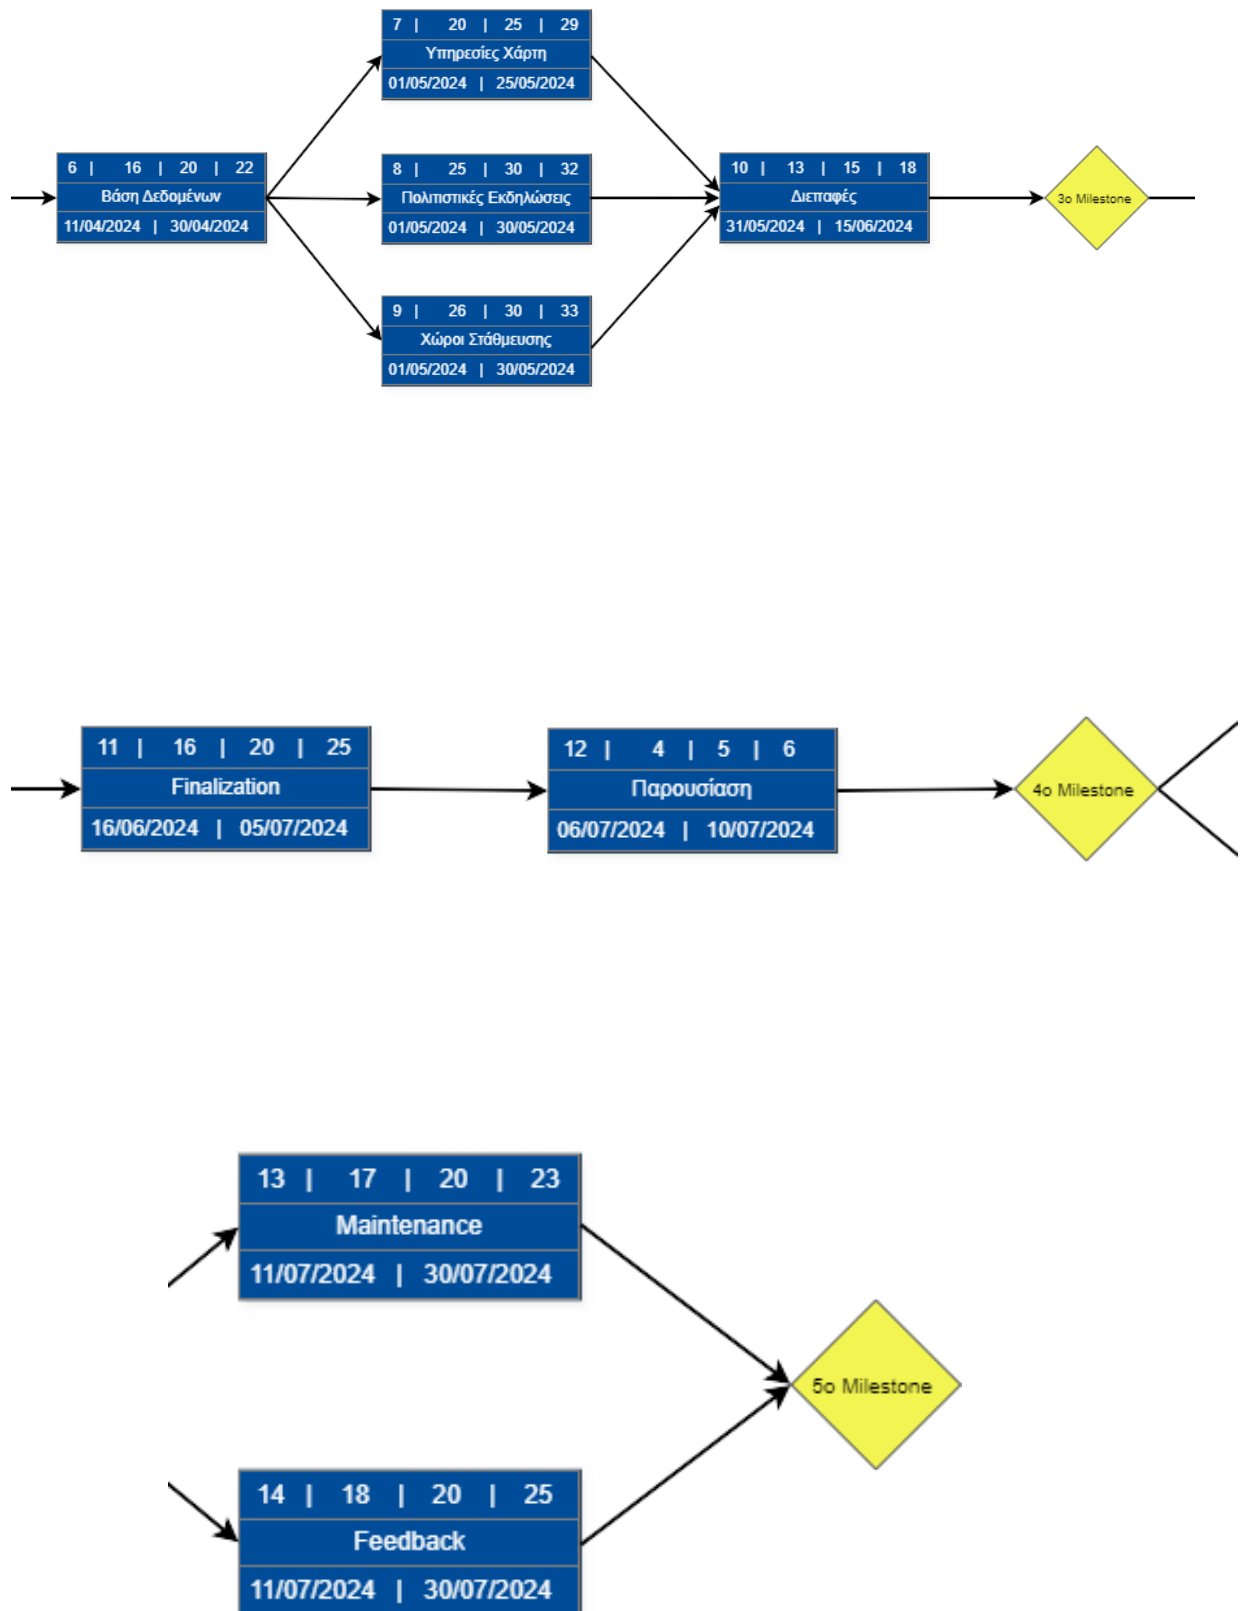 7 | 20 | 25 | 29
Υπηρεσίες Χάρτη
01/05/2024 | 25/05/2024
6 | 16 | 20 | 22
Βάση Δεδομένων
11/04/2024 | 30/04/2024
8 | 25 | 30 | 32
Πολιτιστικές Εκδηλώσεις
01/05/2024 | 30/05/2024
10 | 13 | 15 | 18
Διεπαφές
31/05/2024 | 15/06/2024
3ο Milestone
9 | 26 | 30 | 33
Χώροι Στάθμευσης
01/05/2024 | 30/05/2024
11 | 16 | 20 | 25
Finalization
16/06/2024 | 05/07/2024
12 | 4 | 5 | 6
Παρουσίαση
06/07/2024 | 10/07/2024
4ο Milestone
13 | 17 | 20 | 23
Maintenance
11/07/2024 | 30/07/2024
5ο Milestone
14 | 18 | 20 | 25
Feedback
11/07/2024 | 30/07/2024